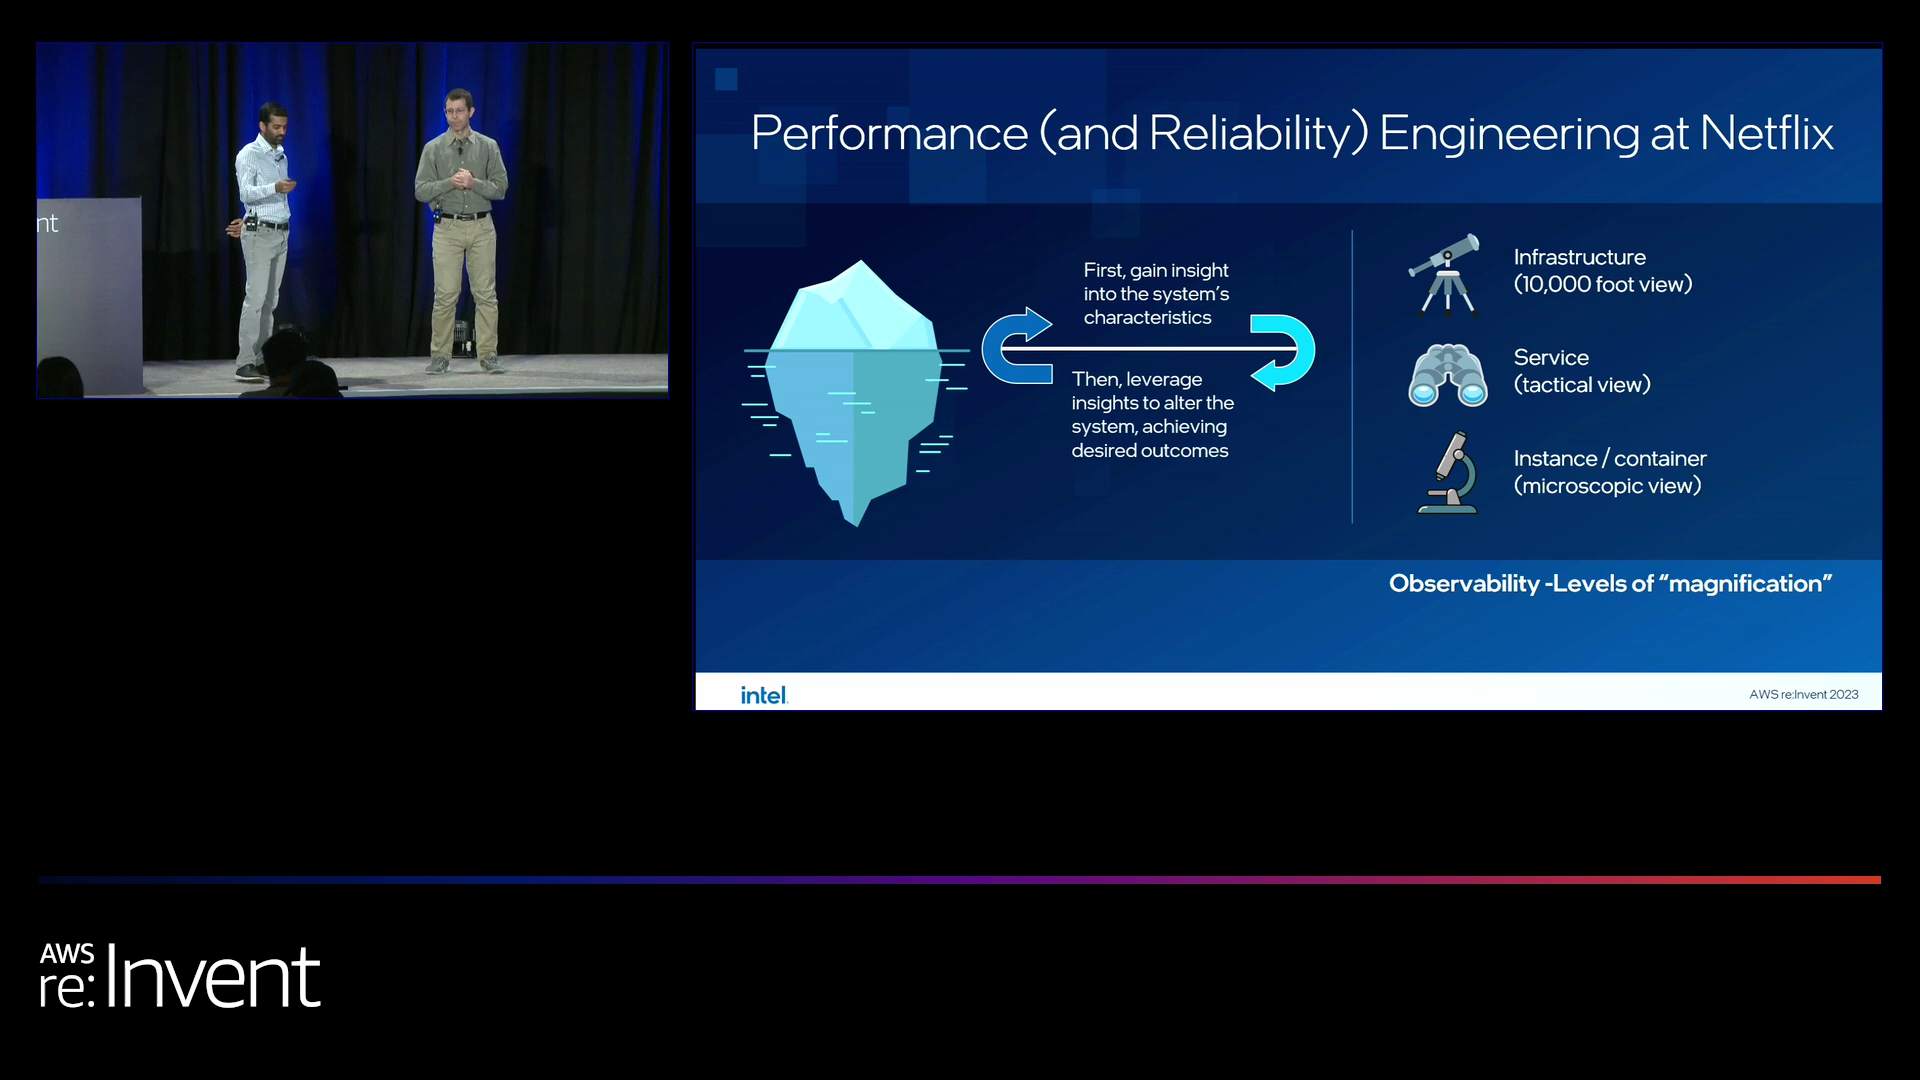 nt
Performance (and Reliability) Engineering at Netflix
First, gain insight
into the system's
characteristics
Then, leverage
insights to alter the
system, achieving
desired outcomes
Infrastructure
(10,000 foot view)
Service
(tactical view)
Instance / container
(microscopic view)
Observability -Levels of “magnification”
intel.
AWS re:Invent 2023
AWS
re:Invent